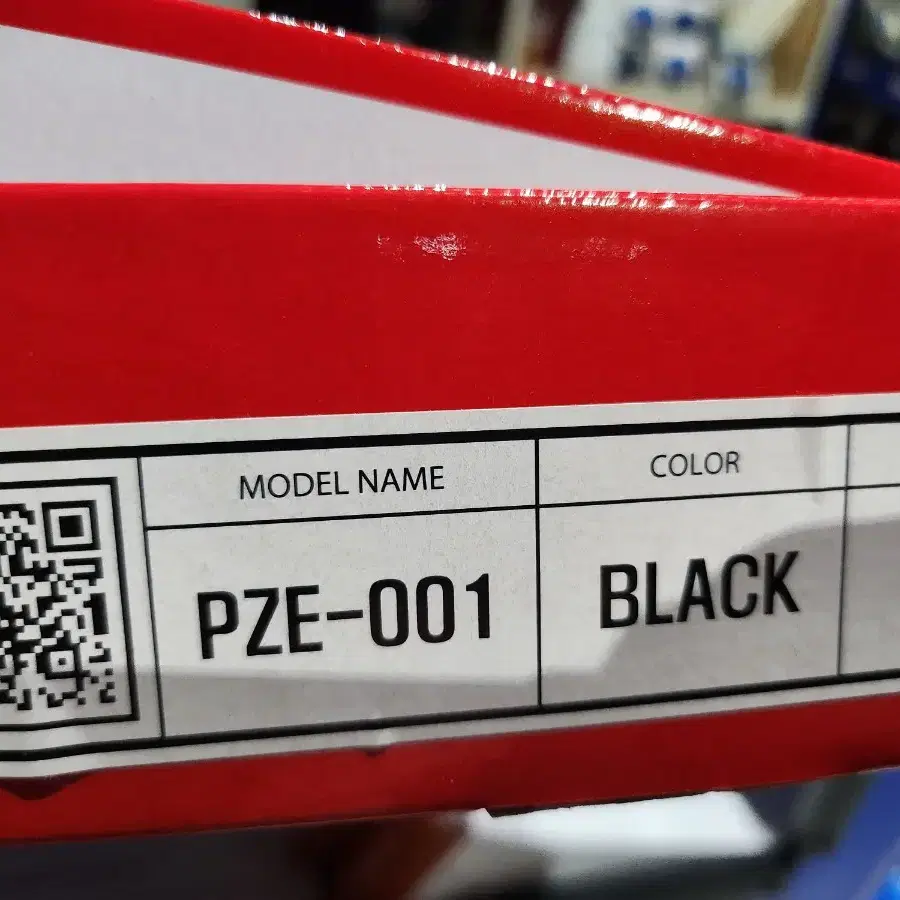 MODEL NAME
COLOR
PZE-001
BLACK